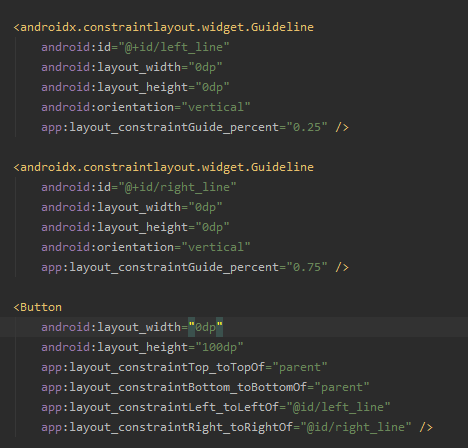 <androidx.constraintlayout.widget.Guideline
android:id="@+id/left_line"
android:layout_width="0dp"
android:layout_height="0dp"
android:orientation="vertical"
app:layout_constraintGuide_percent="0.25" />
<androidx.constraintlayout.widget.Guideline
android:id="@+id/right_line"
android:layout_width="0dp"
android:layout_height="0dp"
android:orientation="vertical"
app:layout_constraintGuide_percent="0.75" />
<Button
android:layout_width="0dp"
android:layout_height="100dp"
app:layout_constraintTop_toTopOf="parent"
app:layout_constraintBottom_toBottomOf="parent"
app:layout_constraintLeft_toLeftOf="@id/left_line"
app:layout_constraintRight_toRightOf="@id/right_line" />